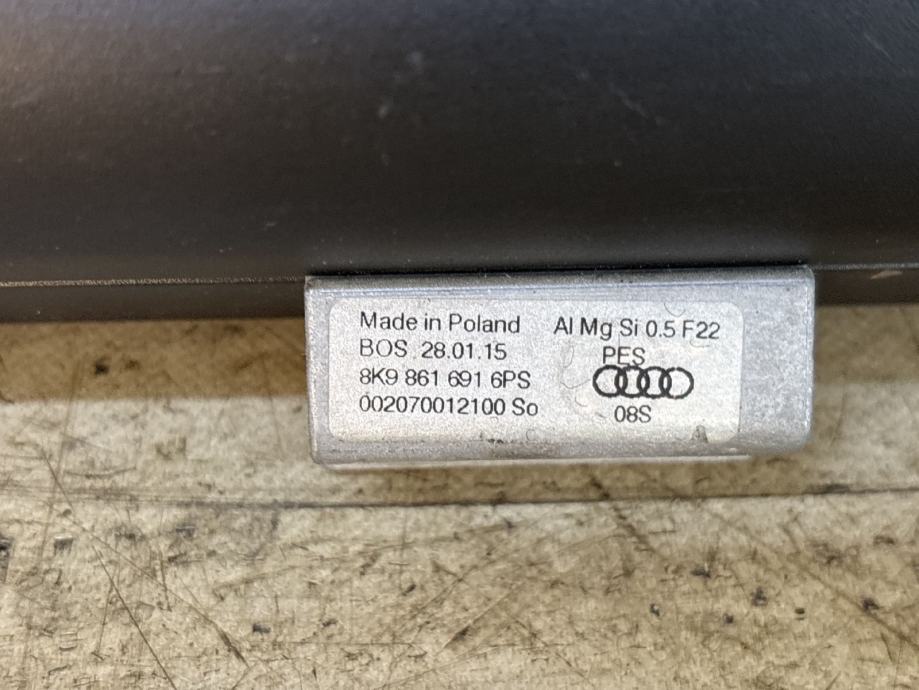 Made in Poland
BOS 28.01.15
8K9 861 691 6PS
002070012100 So
Al Mg Si 0.5 F22
PES
08S